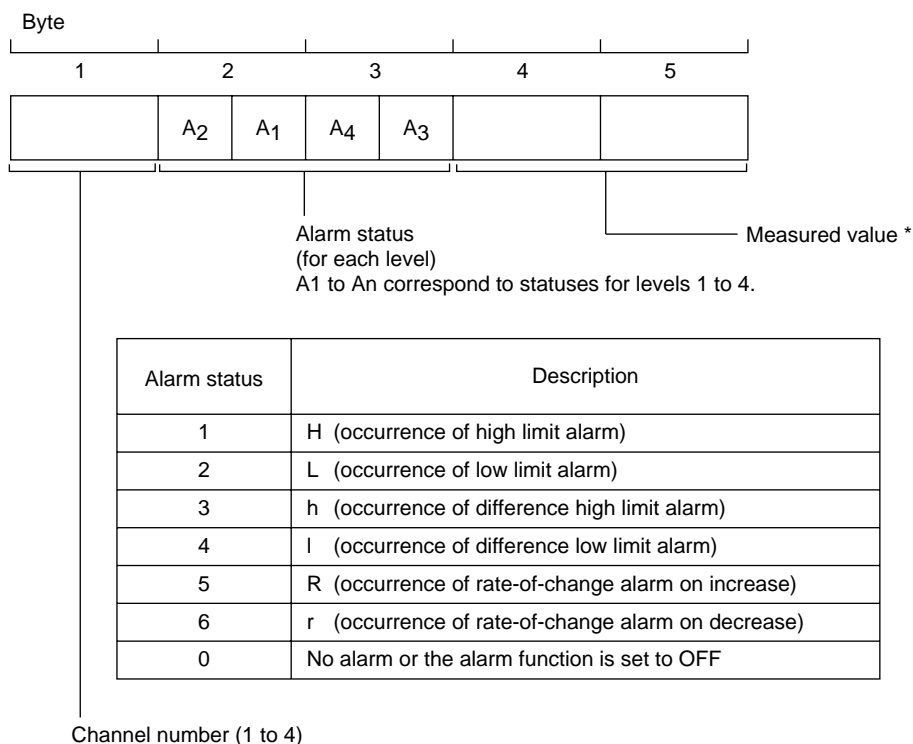 Byte
1 2 3 4 5
A2 A1 A4 A3
Measured value *
Alarm status
(for each level)
A1 to An correspond to statuses for levels 1 to 4.
Alarm status Description
1 H (occurrence of high limit alarm)
2 L (occurrence of low limit alarm)
3 h (occurrence of difference high limit alarm)
4 l (occurrence of difference low limit alarm)
5 R (occurrence of rate-of-change alarm on increase)
6 r (occurrence of rate-of-change alarm on decrease)
0 No alarm or the alarm function is set to OFF
Channel number (1 to 4)